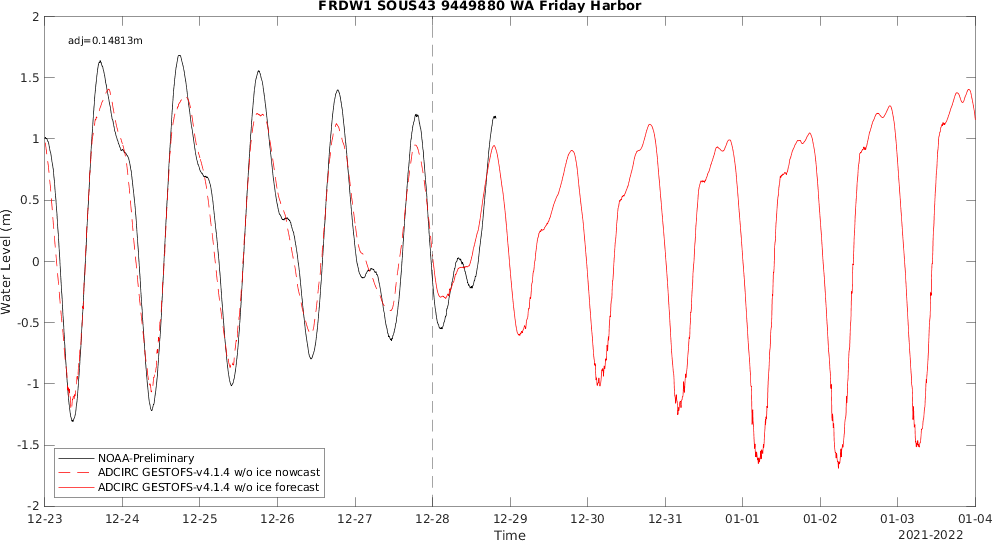 FRDW1 SOUS43 9449880 WA Friday Harbor
adj=0.14813m
2
1.5
1
0.5
0
-0.5
-1
-1.5
-2
Water Level (m)
NOAA-Preliminary
ADCIRC GESTOFS-v4.1.4 w/o ice nowcast
ADCIRC GESTOFS-v4.1.4 w/o ice forecast
12-23 12-24 12-25 12-26 12-27 12-28 12-29 12-30 12-31 01-01 01-02 01-03 01-04
Time
2021-2022